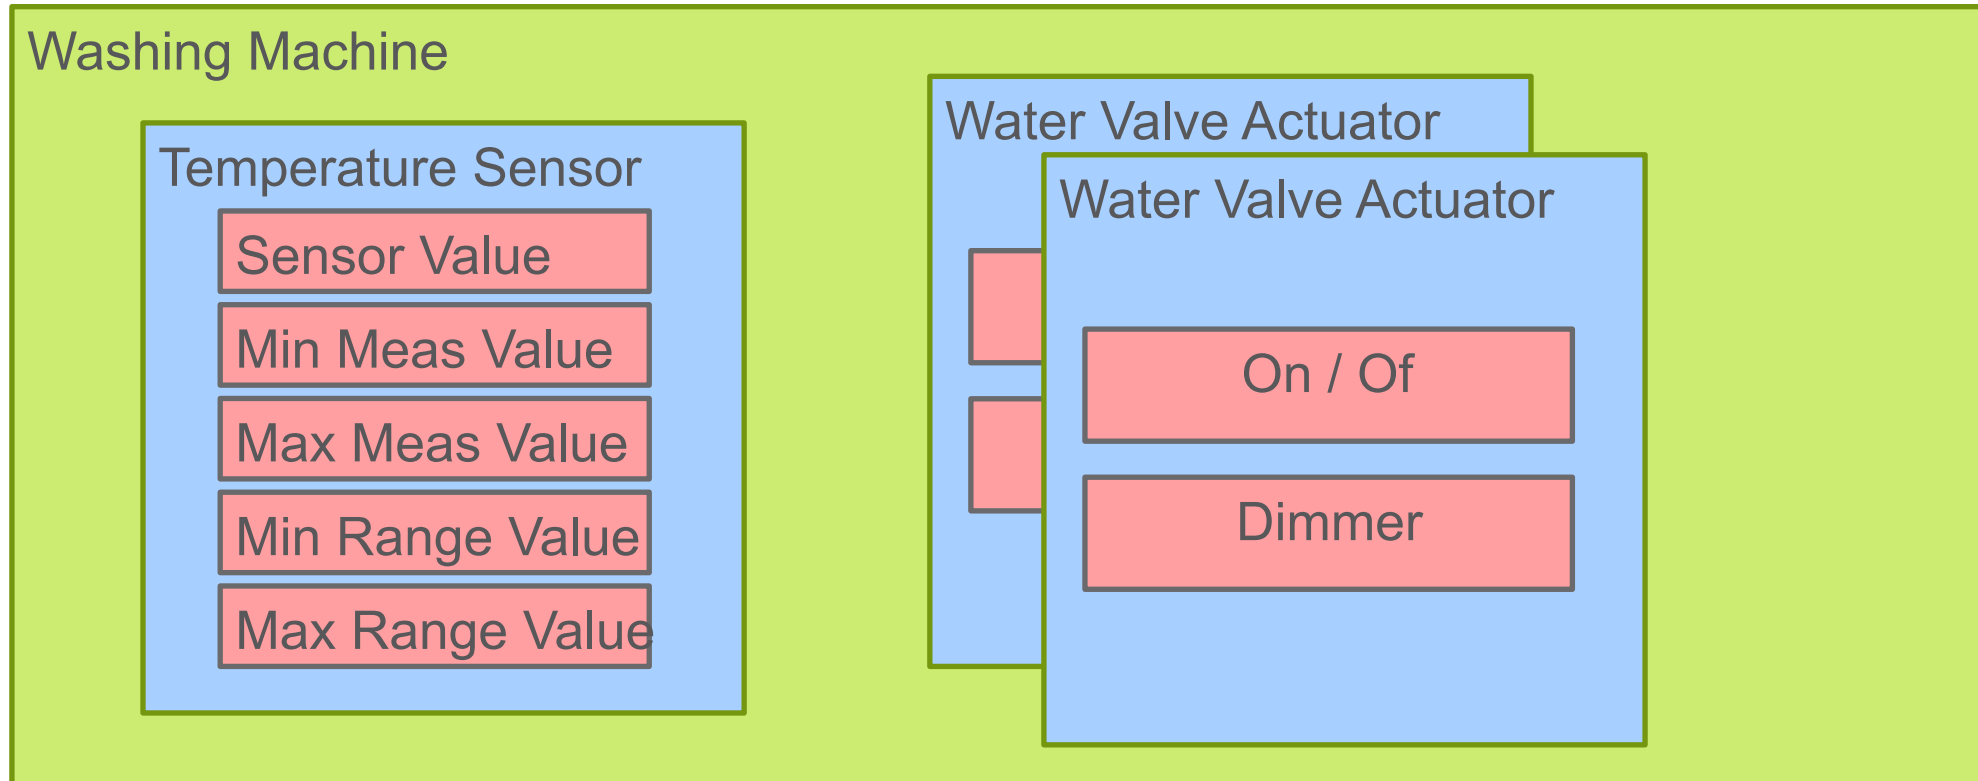 Washing Machine
Temperature Sensor
Sensor Value
Min Meas Value
Max Meas Value
Min Range Value
Max Range Value
Water Valve Actuator
Water Valve Actuator
On / Of
Dimmer